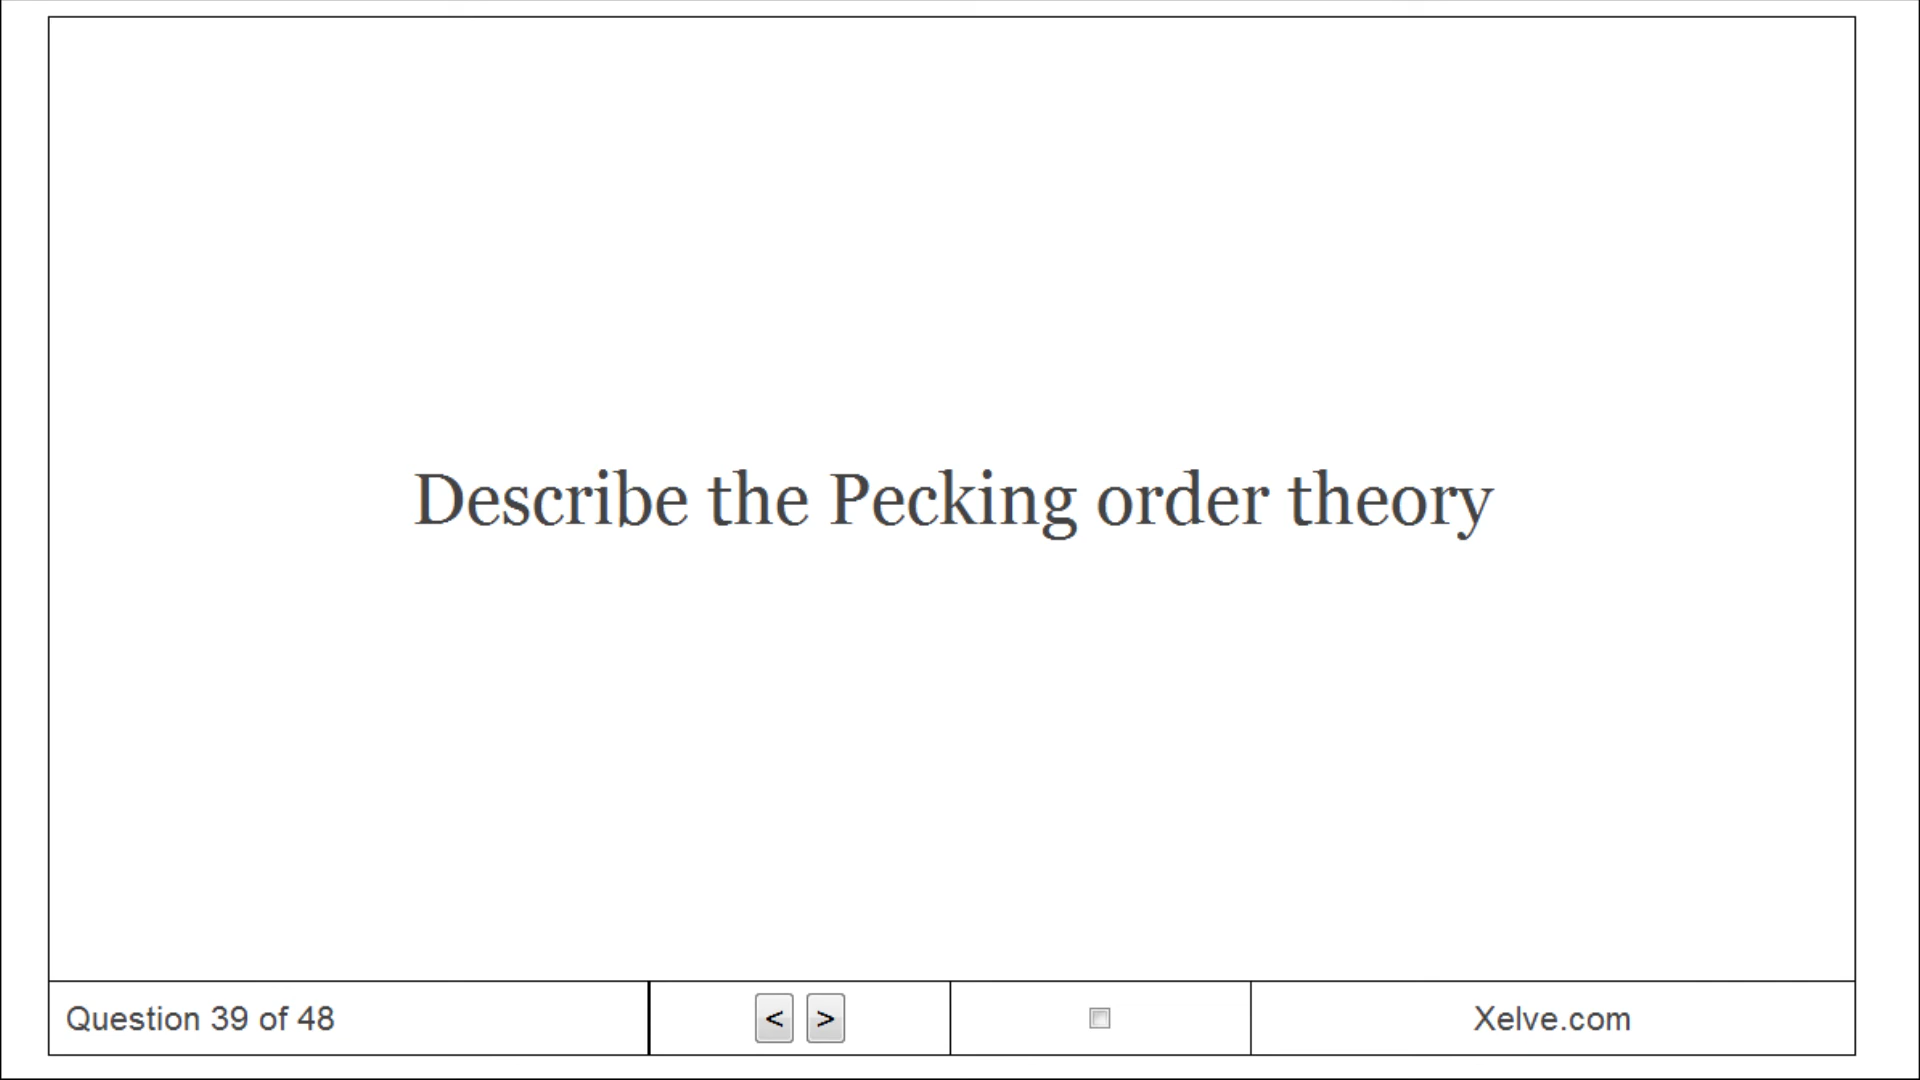 Describe the Pecking order theory
Question 39 of 48
< >
Xelve.com